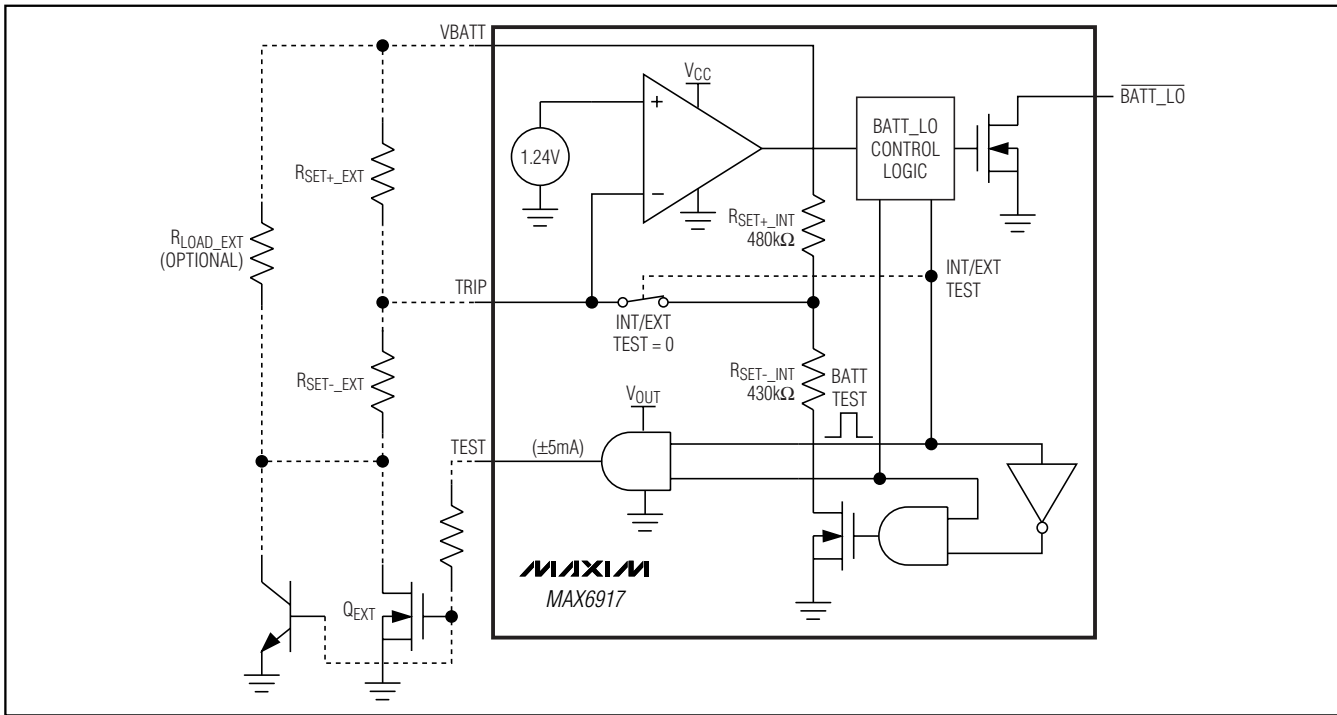 VBATT
VCC
+
1.24V
−
BATT_LO
BATT_LO
CONTROL
LOGIC
RSET+_EXT
RLOAD_EXT
(OPTIONAL)
RSET+_INT
480kΩ
TRIP
INT/EXT
TEST
INT/EXT
TEST = 0
RSET-_EXT
RSET-_INT
430kΩ
BATT
TEST
VOUT
TEST
(±5mA)
MAXIM
MAX6917
QEXT